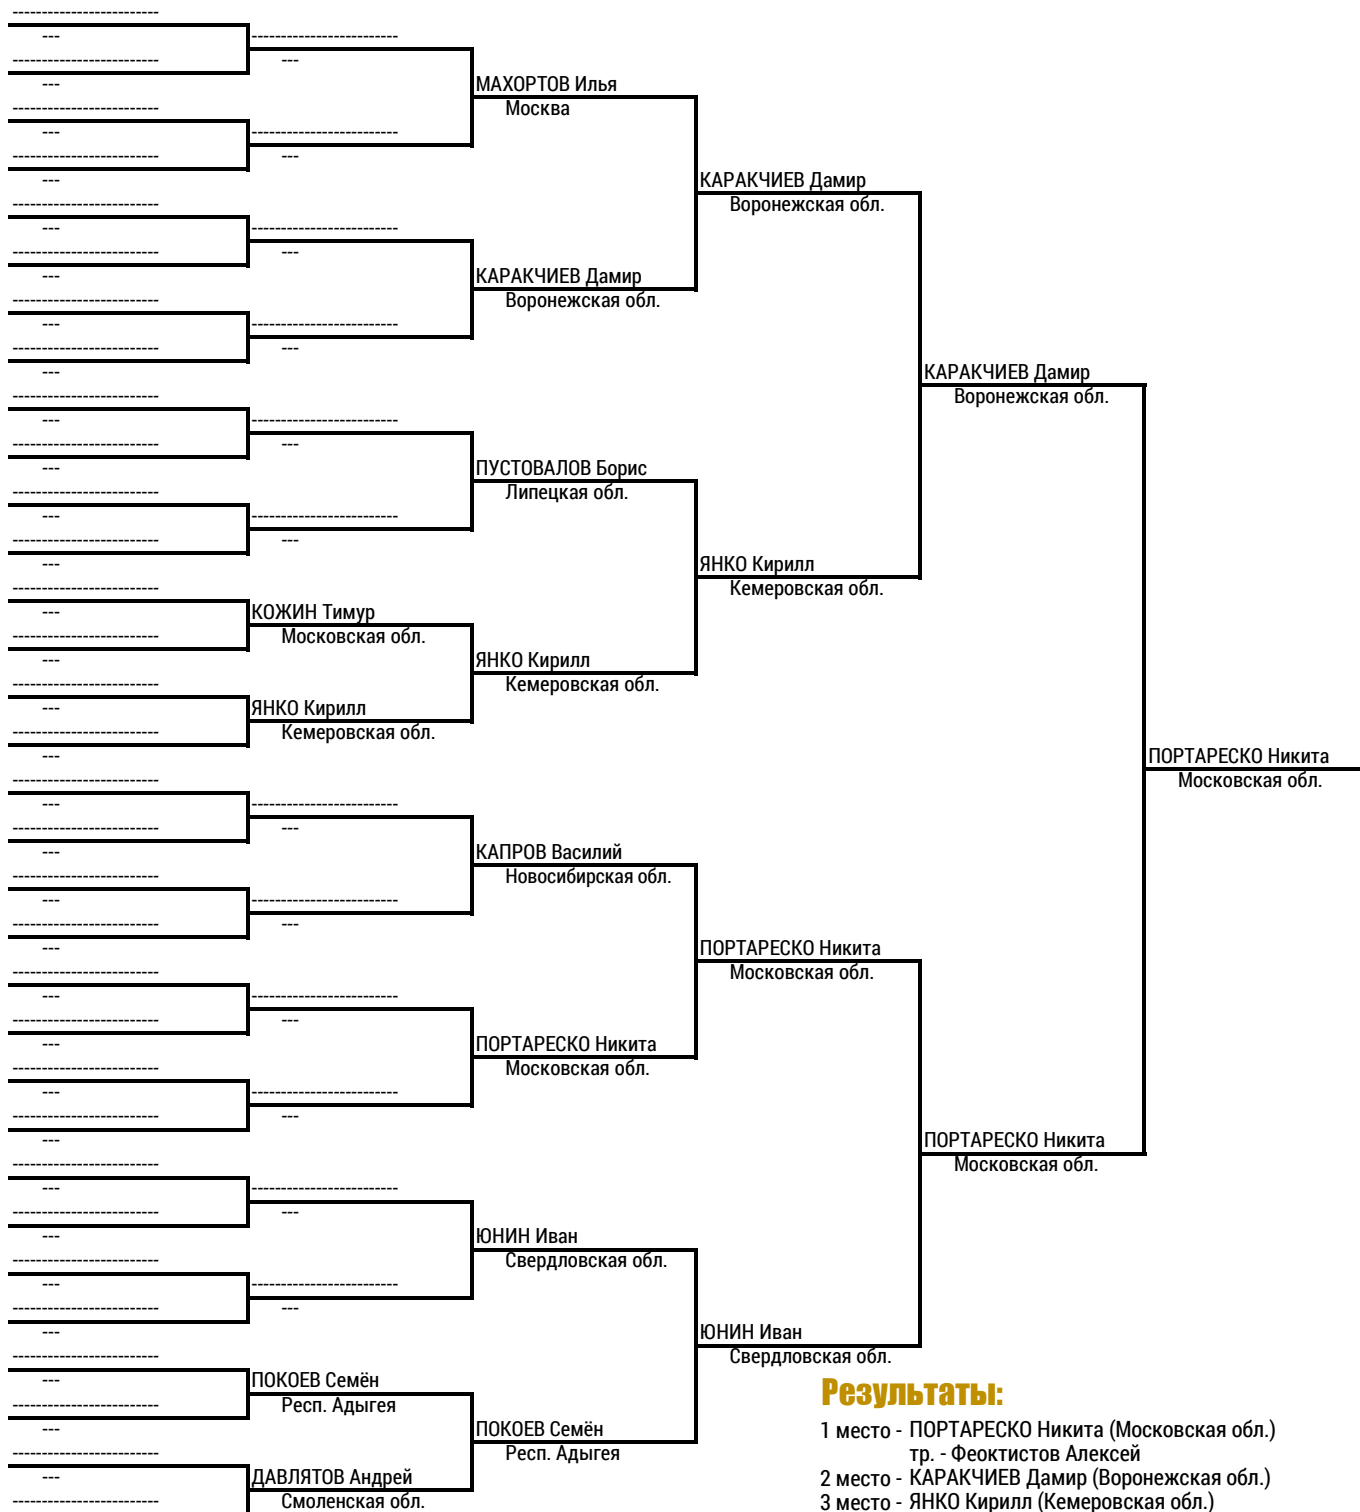 -------------------------
---
-------------------------
---
-------------------------
---
-------------------------
---
-------------------------
---
-------------------------
---
-------------------------
---
-------------------------
---
-------------------------
---
-------------------------
---
-------------------------
---
-------------------------
---
-------------------------
---
-------------------------
---
-------------------------
---
-------------------------
---
-------------------------
---
-------------------------
---
-------------------------
---
-------------------------
---
-------------------------
---
-------------------------
---
-------------------------
---
-------------------------
---
-------------------------
---
-------------------------
---
-------------------------
---
-------------------------
---
-------------------------
---
-------------------------
---
-------------------------
---
-------------------------
-------------------------
---
-------------------------
---
-------------------------
---
-------------------------
---
-------------------------
---
-------------------------
---
КОЖИН Тимур
Московская обл.
ЯНКО Кирилл
Кемеровская обл.
-------------------------
---
-------------------------
---
-------------------------
---
-------------------------
---
-------------------------
---
-------------------------
---
ПОКОЕВ Семён
Респ. Адыгея
ДАВЛЯТОВ Андрей
Смоленская обл.
МАХОРТОВ Илья
Москва
КАРАКЧИЕВ Дамир
Воронежская обл.
ПУСТОВАЛОВ Борис
Липецкая обл.
ЯНКО Кирилл
Кемеровская обл.
КАПРОВ Василий
Новосибирская обл.
ПОРТАРЕСКО Никита
Московская обл.
ЮНИН Иван
Свердловская обл.
ПОКОЕВ Семён
Респ. Адыгея
КАРАКЧИЕВ Дамир
Воронежская обл.
ЯНКО Кирилл
Кемеровская обл.
ПОРТАРЕСКО Никита
Московская обл.
ЮНИН Иван
Свердловская обл.
КАРАКЧИЕВ Дамир
Воронежская обл.
ПОРТАРЕСКО Никита
Московская обл.
ПОРТАРЕСКО Никита
Московская обл.
Результаты:
1 место - ПОРТАРЕСКО Никита (Московская обл.)
тр. - Феоктистов Алексей
2 место - КАРАКЧИЕВ Дамир (Воронежская обл.)
3 место - ЯНКО Кирилл (Кемеровская обл.)